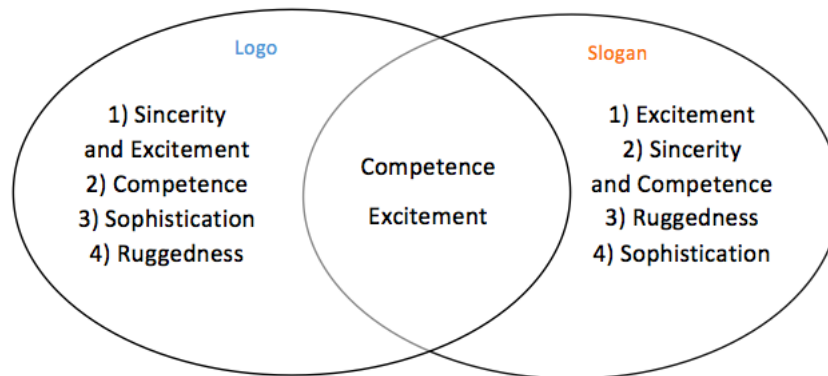 Logo
1) Sincerity
and Excitement
2) Competence
3) Sophistication
4) Ruggedness
Competence
Excitement
Slogan
1) Excitement
2) Sincerity
and Competence
3) Ruggedness
4) Sophistication